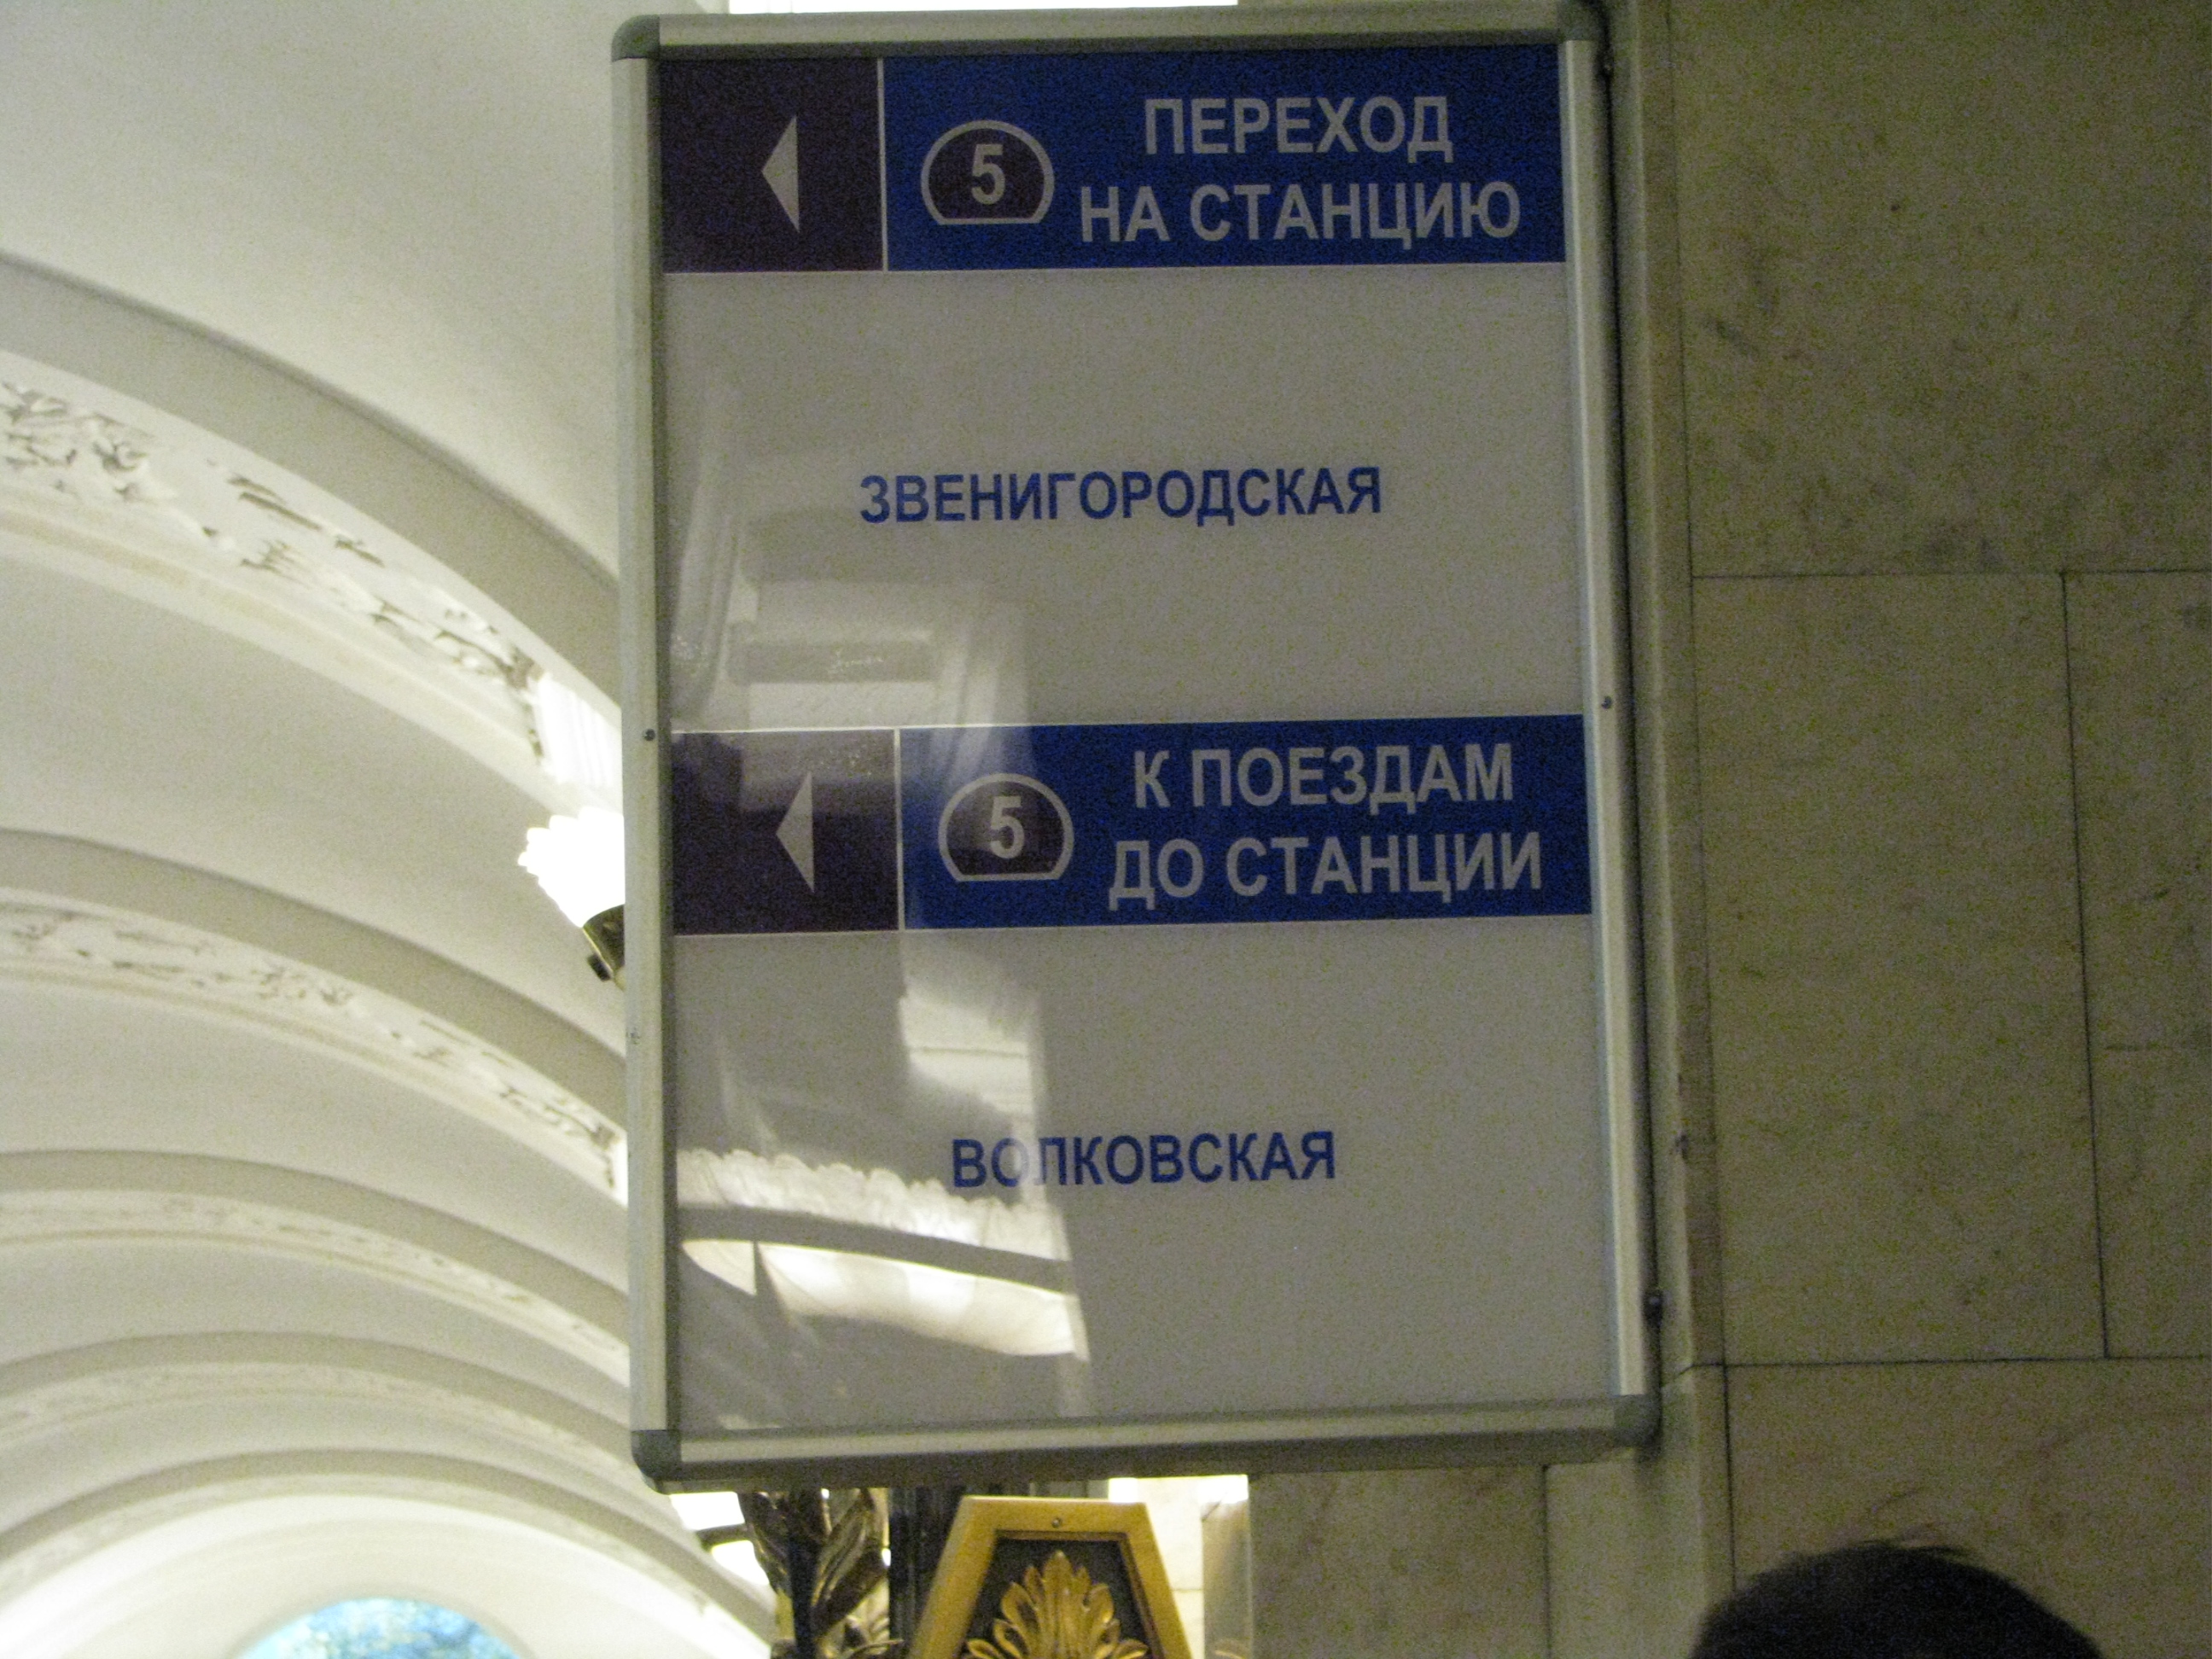 5
ПЕРЕХОД
НА СТАНЦИЮ
ЗВЕНИГОРОДСКАЯ
5
К ПОЕЗДАМ
ДО СТАНЦИИ
ВОЛКОВСКАЯ